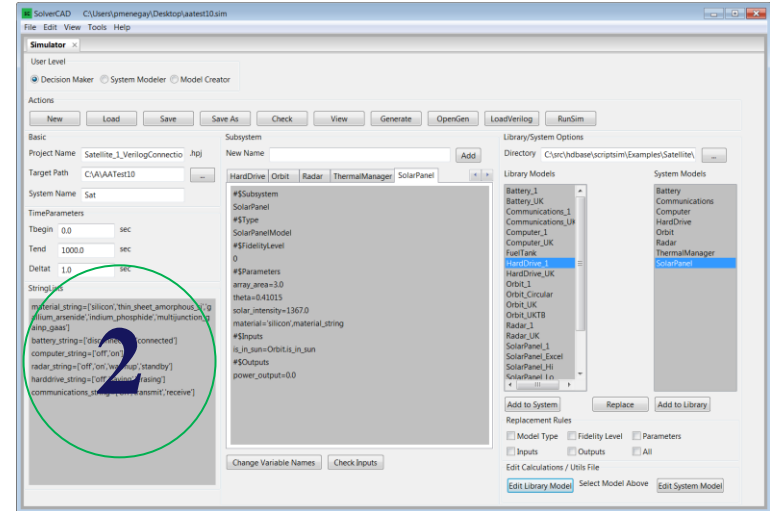 SolverCAD C:\Users\pmenegay\Desktop\aatest10.sim
File Edit View Tools Help
Simulator
User Level
Decision Maker System Modeler Model Creator
Actions
New Load Save Save As Check View Generate OpenGen LoadVerilog RunSim
Basic
Project Name Satellite_1_VerilogConnectio .hpj
Target Path C:\A\AATest10 ...
System Name Sat
TimeParameters
Tbegin 0.0 sec
Tend 1000.0 sec
Deltat 1.0 sec
StringLists
material_string=['silicon','thin_sheet_amorphous_si','g
allium_arsenide','indium_phosphide','multijunction_g
ainp_gaas']
battery_string=['disconnected','connected']
computer_string=['off','on']
radar_string=['off','on','warmup','standby']
harddrive_string=['off','saving','erasing']
communications_string=['off','transmit','receive']
2
Subsystem
New Name Add
HardDrive Orbit Radar ThermalManager SolarPanel
#$Subsystem
SolarPanel
#$Type
SolarPanelModel
#$FidelityLevel
0
#$Parameters
array_area=3.0
theta=0.41015
solar_intensity=1367.0
material='silicon',material_string
#$Inputs
is_in_sun=Orbit.is_in_sun
#$Outputs
power_output=0.0
Change Variable Names Check Inputs
Library/System Options
Directory C:\src\hdbase\scriptsim\Examples\Satellite\ ...
Library Models
Battery_1
Battery_UK
Communications_1
Communications_UK
Computer_1
Computer_UK
FuelTank
HardDrive_1
HardDrive_UK
Orbit_1
Orbit_Circular
Orbit_UK
Orbit_UKTB
Radar_1
Radar_UK
SolarPanel_1
SolarPanel_Excel
SolarPanel_Hi
SolarPanel_Lo
System Models
Battery
Communications
Computer
HardDrive
Orbit
Radar
ThermalManager
SolarPanel
Add to System Replace Add to Library
Replacement Rules
Model Type Fidelity Level Parameters
Inputs Outputs All
Edit Calculations / Utils File
Edit Library Model Select Model Above Edit System Model